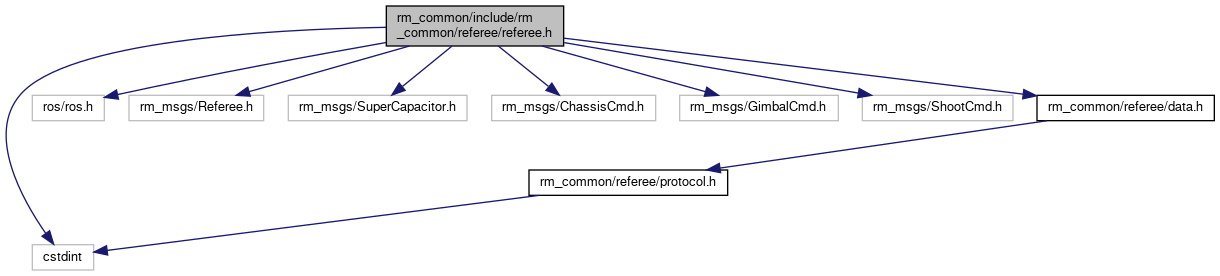 rm_common/include/rm
_common/referee/referee.h
ros/ros.h
rm_msgs/Referee.h
rm_msgs/SuperCapacitor.h
rm_msgs/ChassisCmd.h
rm_msgs/GimbalCmd.h
rm_msgs/ShootCmd.h
rm_common/referee/data.h
rm_common/referee/protocol.h
cstdint